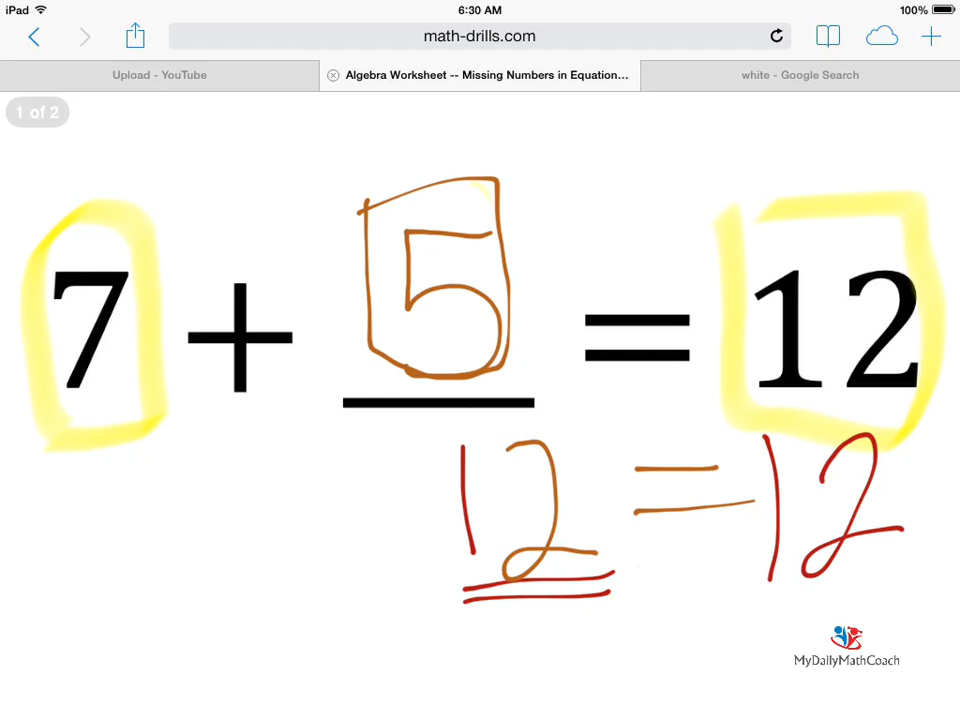 iPad 6:30 AM 100%
math-drills.com
Upload - YouTube Algebra Worksheet -- Missing Numbers in Equation... white - Google Search
1 of 2
7 + 5 = 12
12 = 12
MyDailyMathCoach